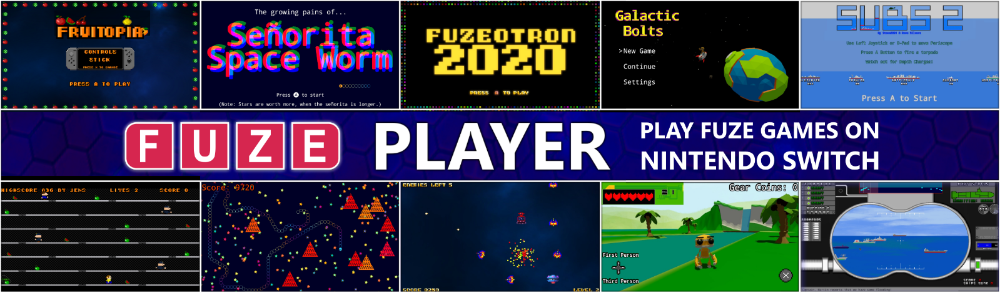 FRUITOPIA
CONTROLS
STICK
PRESS X TO CHANGE
PRESS A TO PLAY
The growing pains of...
Señorita
Space Worm
Press A to start
(Note: Stars are worth more, when the señorita is longer.)
FUZEOTRON
2020
PRESS A TO PLAY
Galactic
Bolts
>New Game
Continue
Settings
SUBS 2
Use Left Joystick or D-Pad to move Periscope
Press A Button to fire a torpedo
Watch out for Depth Charges!
Press A to Start
FUZE PLAYER
PLAY FUZE GAMES ON
NINTENDO SWITCH
HIGHSCORE 836 BY JENS LIVES 2 SCORE 0
Score: 9720
ENEMIES LEFT 5
SCORE 8250 LEVEL 2
Gear Coins: 0
First Person
Third Person